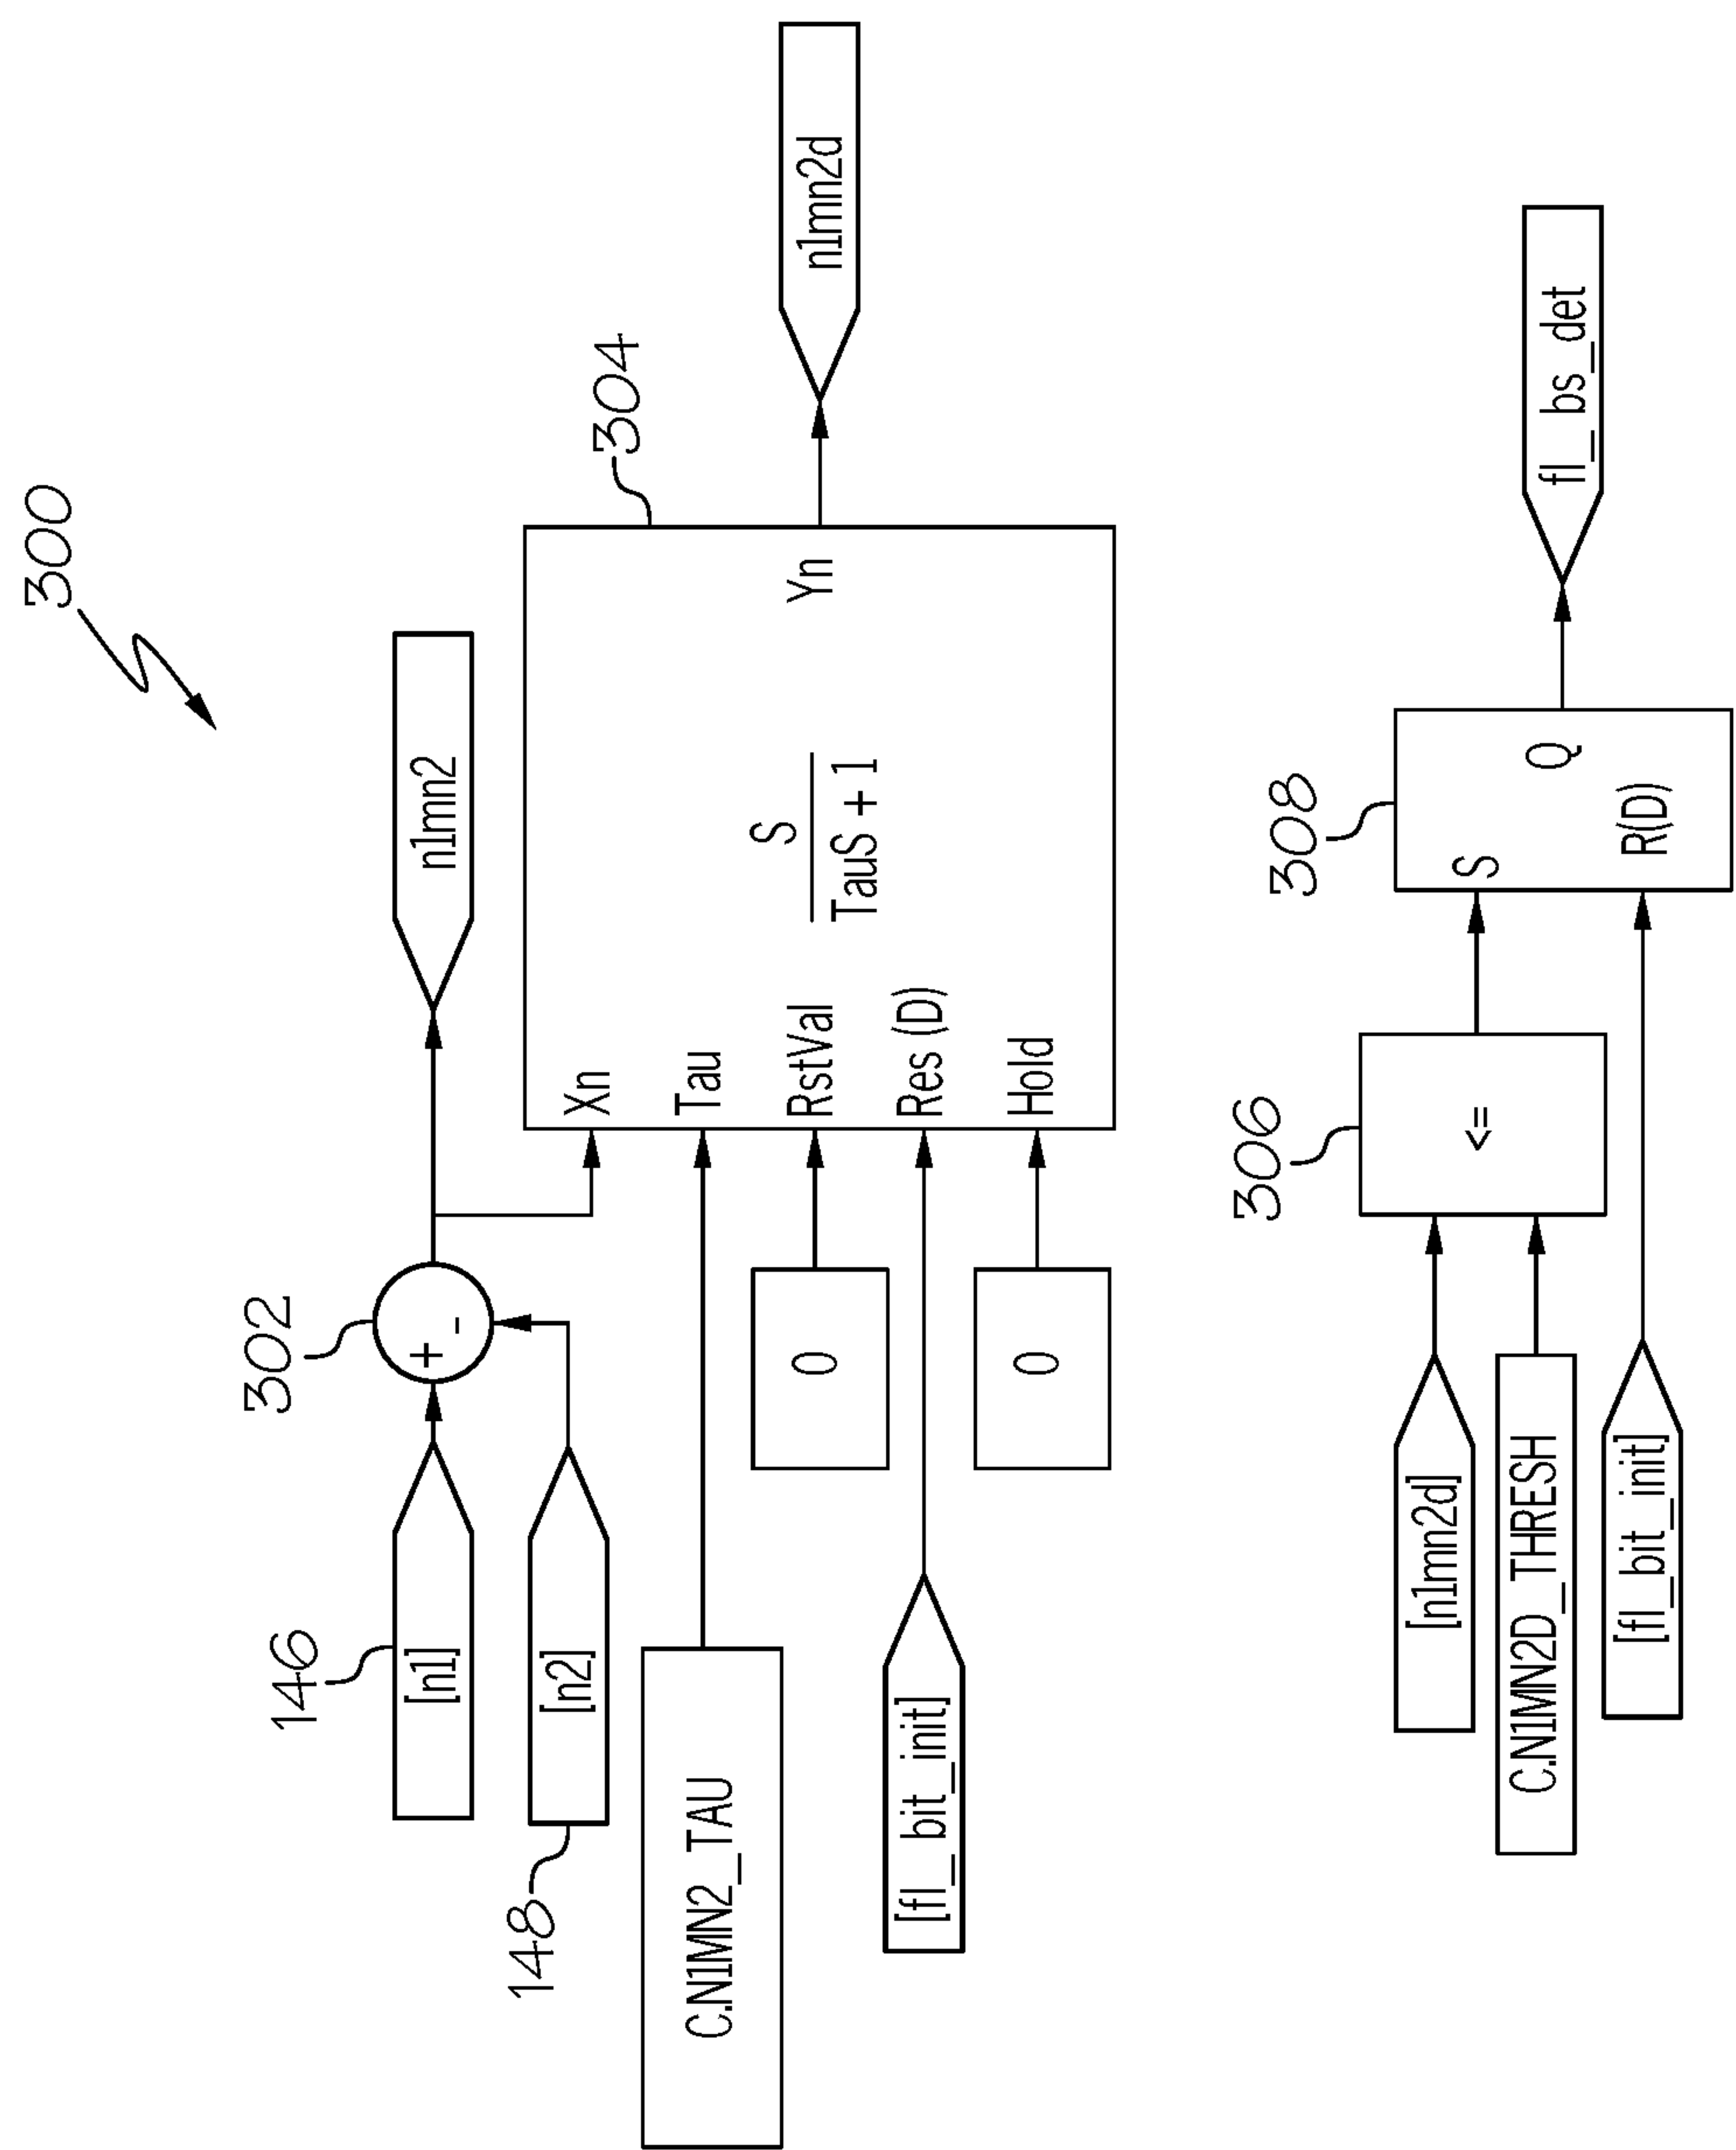 300
302
146
[n1]
+
-
n1mn2
148
[n2]
304
C.N1MN2_TAU
0
[fl_bit_init]
0
Xn
Tau
RstVal
Res (D)
Hold
S
TauS + 1
Yn
n1mn2d
306
308
[n1mn2d]
C.N1MN2D_THRESH
[fl_bit_init]
<=
S
R(D)
Q
fl_bs_det